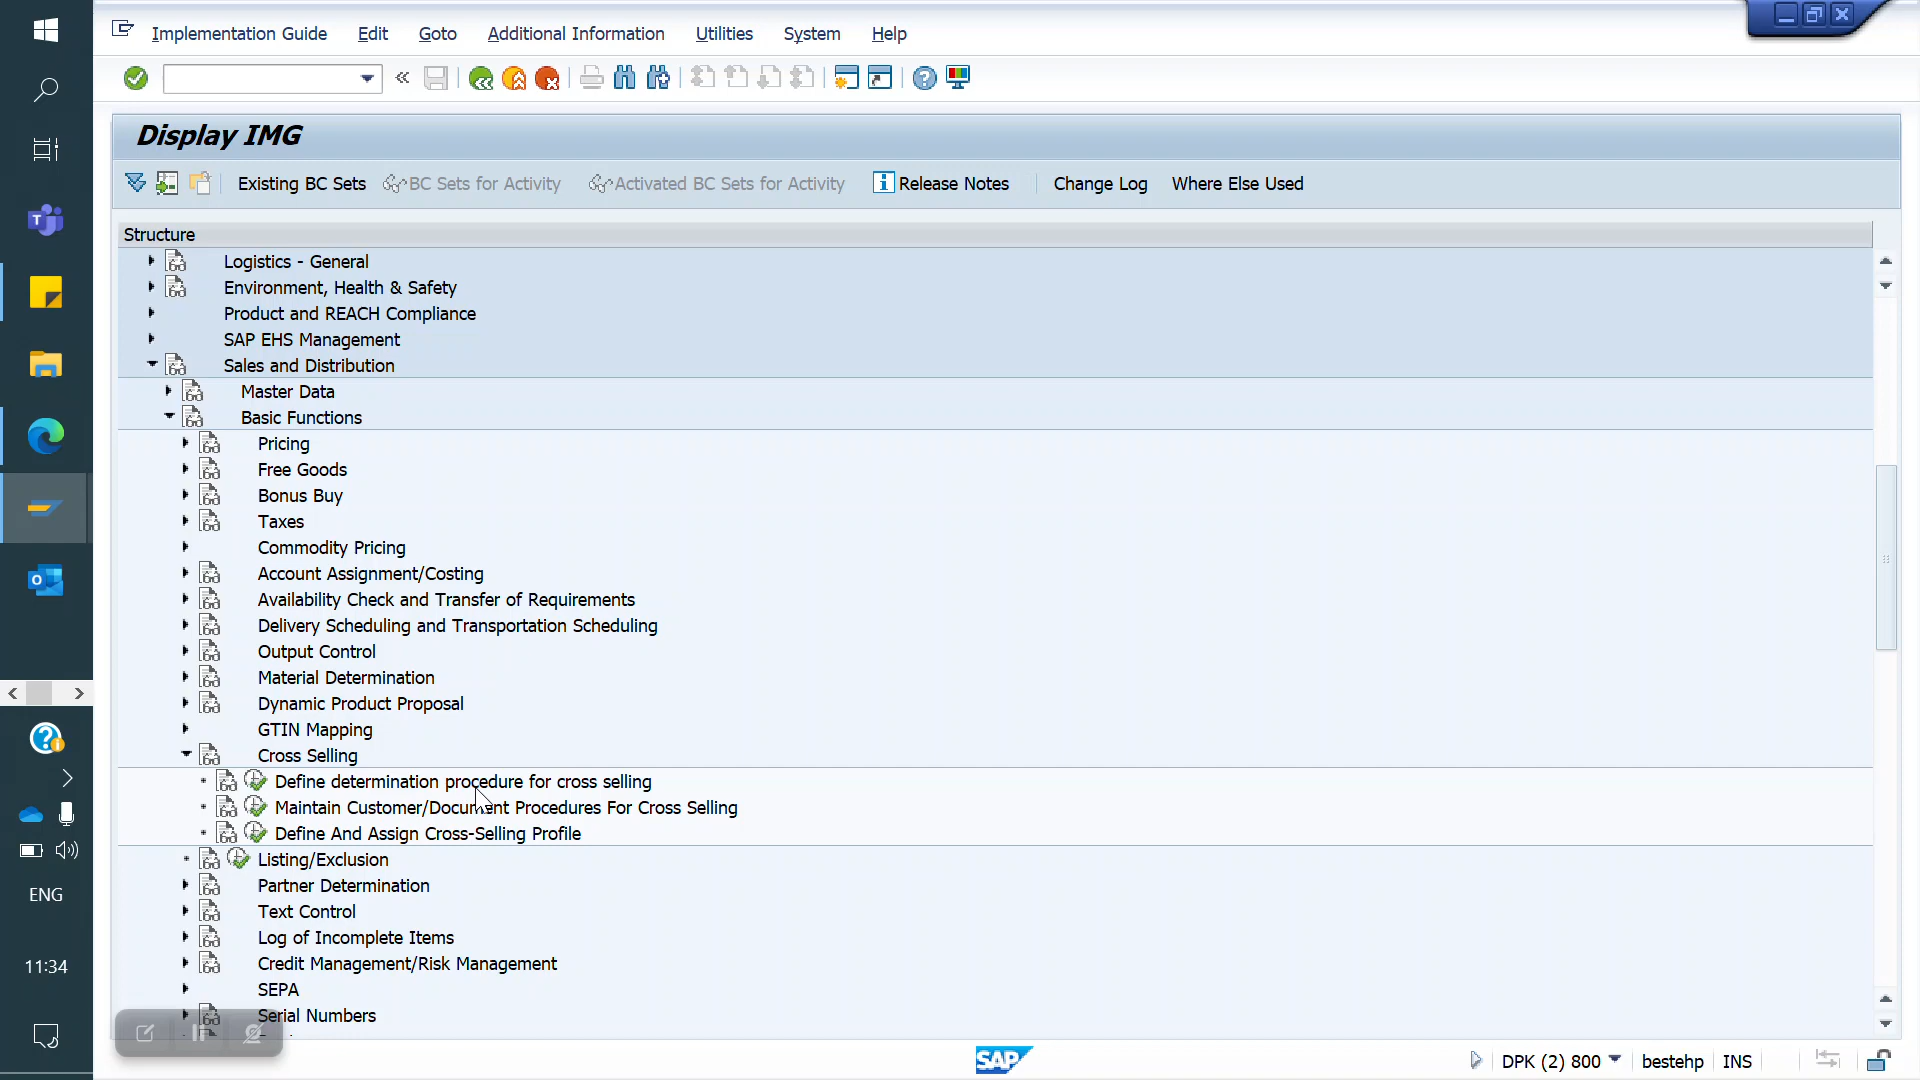 Implementation Guide Edit Goto Additional Information Utilities System Help
Display IMG
Existing BC Sets BC Sets for Activity Activated BC Sets for Activity Release Notes Change Log Where Else Used
Structure
Logistics - General
Environment, Health & Safety
Product and REACH Compliance
SAP EHS Management
Sales and Distribution
Master Data
Basic Functions
Pricing
Free Goods
Bonus Buy
Taxes
Commodity Pricing
Account Assignment/Costing
Availability Check and Transfer of Requirements
Delivery Scheduling and Transportation Scheduling
Output Control
Material Determination
Dynamic Product Proposal
GTIN Mapping
Cross Selling
Define determination procedure for cross selling
Maintain Customer/Document Procedures For Cross Selling
Define And Assign Cross-Selling Profile
Listing/Exclusion
Partner Determination
Text Control
Log of Incomplete Items
Credit Management/Risk Management
SEPA
Serial Numbers
ENG
11:34
SAP
DPK (2) 800 bestehp INS